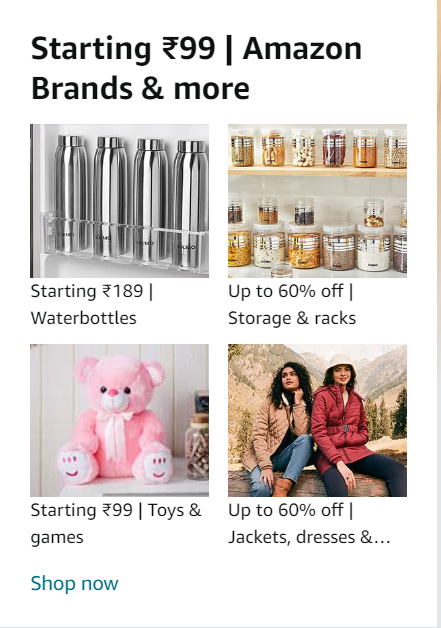 Starting ₹99 | Amazon
Brands & more
SOLIMO
Starting ₹189 |
Waterbottles
Up to 60% off |
Storage & racks
Starting ₹99 | Toys &
games
Up to 60% off |
Jackets, dresses &...
Shop now